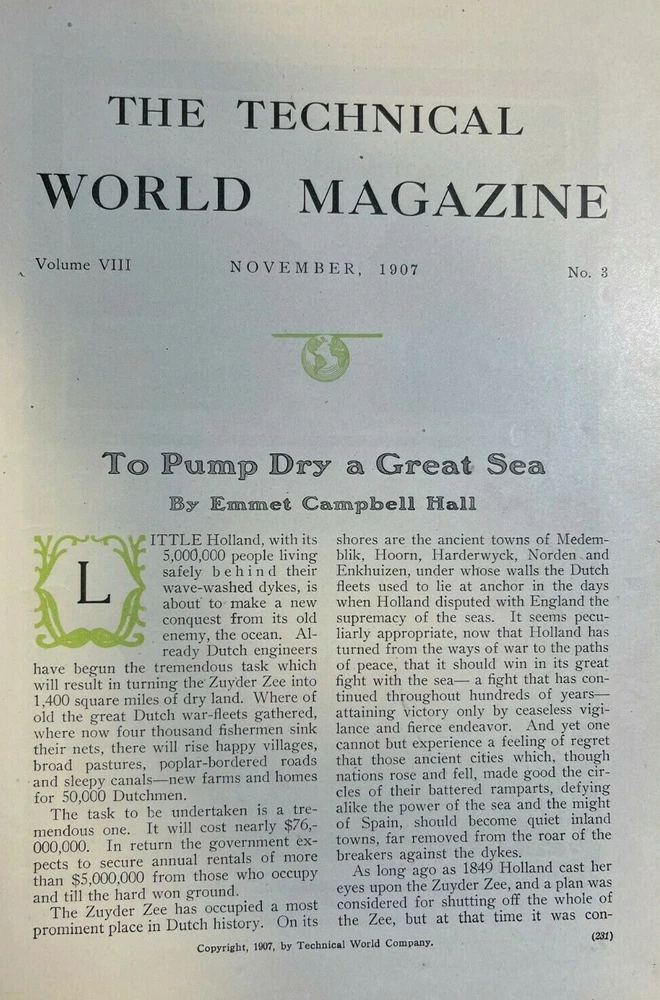 THE TECHNICAL
WORLD MAGAZINE
Volume VIII NOVEMBER, 1907 No. 3
To Pump Dry a Great Sea
By Emmet Campbell Hall
LITTLE Holland, with its
5,000,000 people living
safely behind their
wave-washed dykes, is
about to make a new
conquest from its old
enemy, the ocean. Al-
ready Dutch engineers
have begun the tremendous task which
will result in turning the Zuyder Zee into
1,400 square miles of dry land. Where of
old the great Dutch war-fleets gathered,
where now four thousand fishermen sink
their nets, there will rise happy villages,
broad pastures, poplar-bordered roads
and sleepy canals—new farms and homes
for 50,000 Dutchmen.
The task to be undertaken is a tre-
mendous one. It will cost nearly $76,-
000,000. In return the government ex-
pects to secure annual rentals of more
than $5,000,000 from those who occupy
and till the hard won ground.
The Zuyder Zee has occupied a most
prominent place in Dutch history. On its
shores are the ancient towns of Medem-
blik, Hoorn, Harderwyck, Norden and
Enkhuizen, under whose walls the Dutch
fleets used to lie at anchor in the days
when Holland disputed with England the
supremacy of the seas. It seems pecu-
liarly appropriate, now that Holland has
turned from the ways of war to the paths
of peace, that it should win in its great
fight with the sea— a fight that has con-
tinued throughout hundreds of years—
attaining victory only by ceaseless vigi-
lance and fierce endeavor. And yet one
cannot but experience a feeling of regret
that those ancient cities which, though
nations rose and fell, made good the cir-
cles of their battered ramparts, defying
alike the power of the sea and the might
of Spain, should become quiet inland
towns, far removed from the roar of the
breakers against the dykes.
As long ago as 1849 Holland cast her
eyes upon the Zuyder Zee, and a plan was
considered for shutting off the whole of
the Zee, but at that time it was con-
Copyright, 1907, by Technical World Company.
(231)